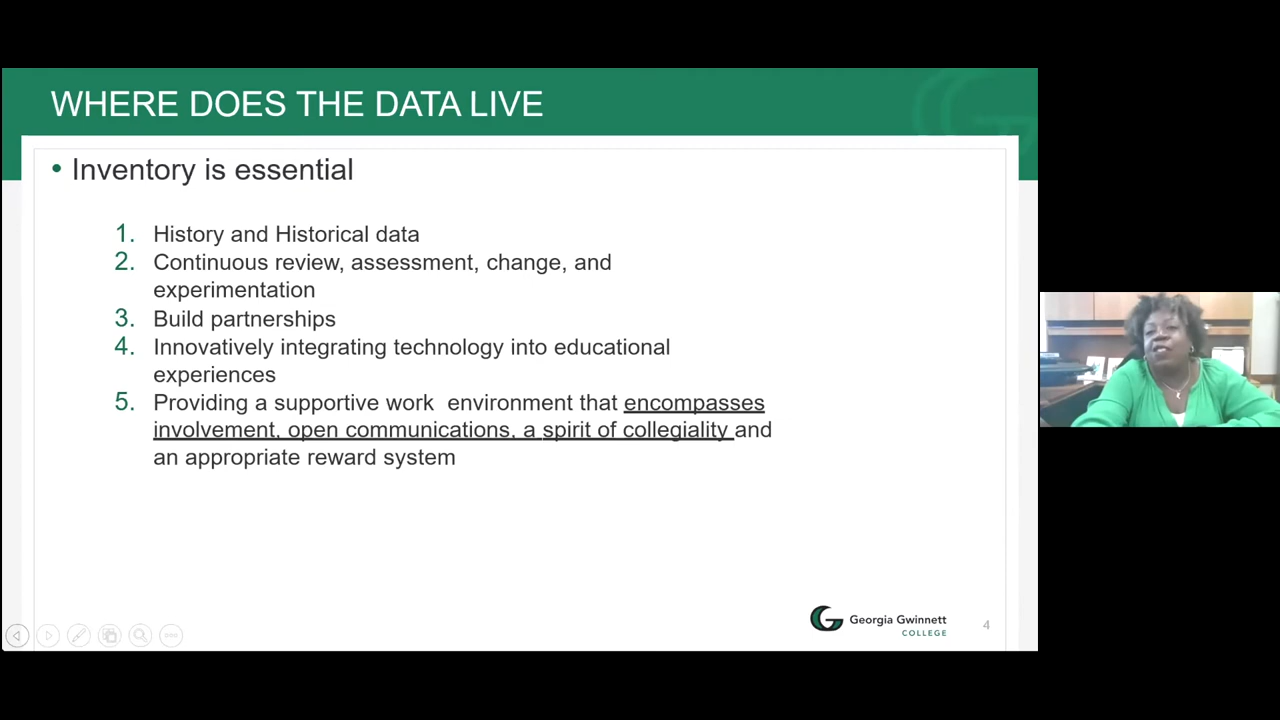 WHERE DOES THE DATA LIVE
• Inventory is essential
1. History and Historical data
2. Continuous review, assessment, change, and
experimentation
3. Build partnerships
4. Innovatively integrating technology into educational
experiences
5. Providing a supportive work environment that encompasses
involvement, open communications, a spirit of collegiality and
an appropriate reward system
Georgia Gwinnett
COLLEGE
4